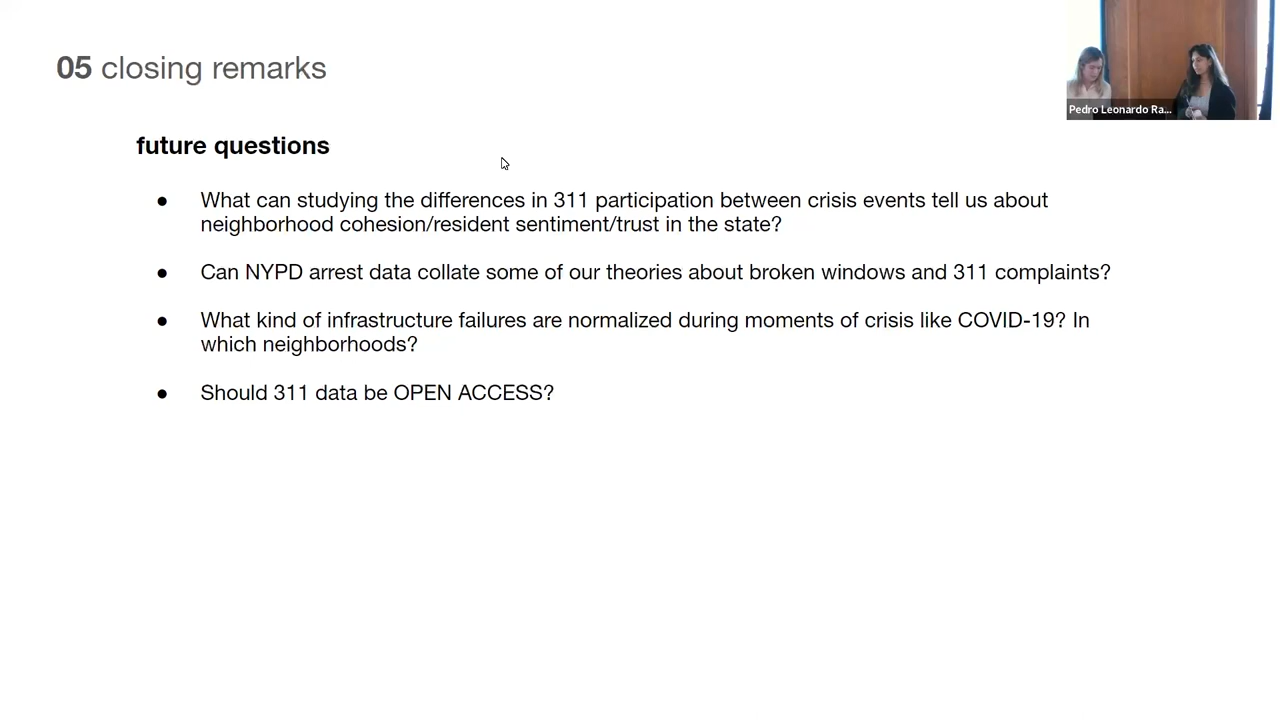 05 closing remarks
Pedro Leonardo Ra...
future questions
● What can studying the differences in 311 participation between crisis events tell us about
neighborhood cohesion/resident sentiment/trust in the state?
● Can NYPD arrest data collate some of our theories about broken windows and 311 complaints?
● What kind of infrastructure failures are normalized during moments of crisis like COVID-19? In
which neighborhoods?
● Should 311 data be OPEN ACCESS?